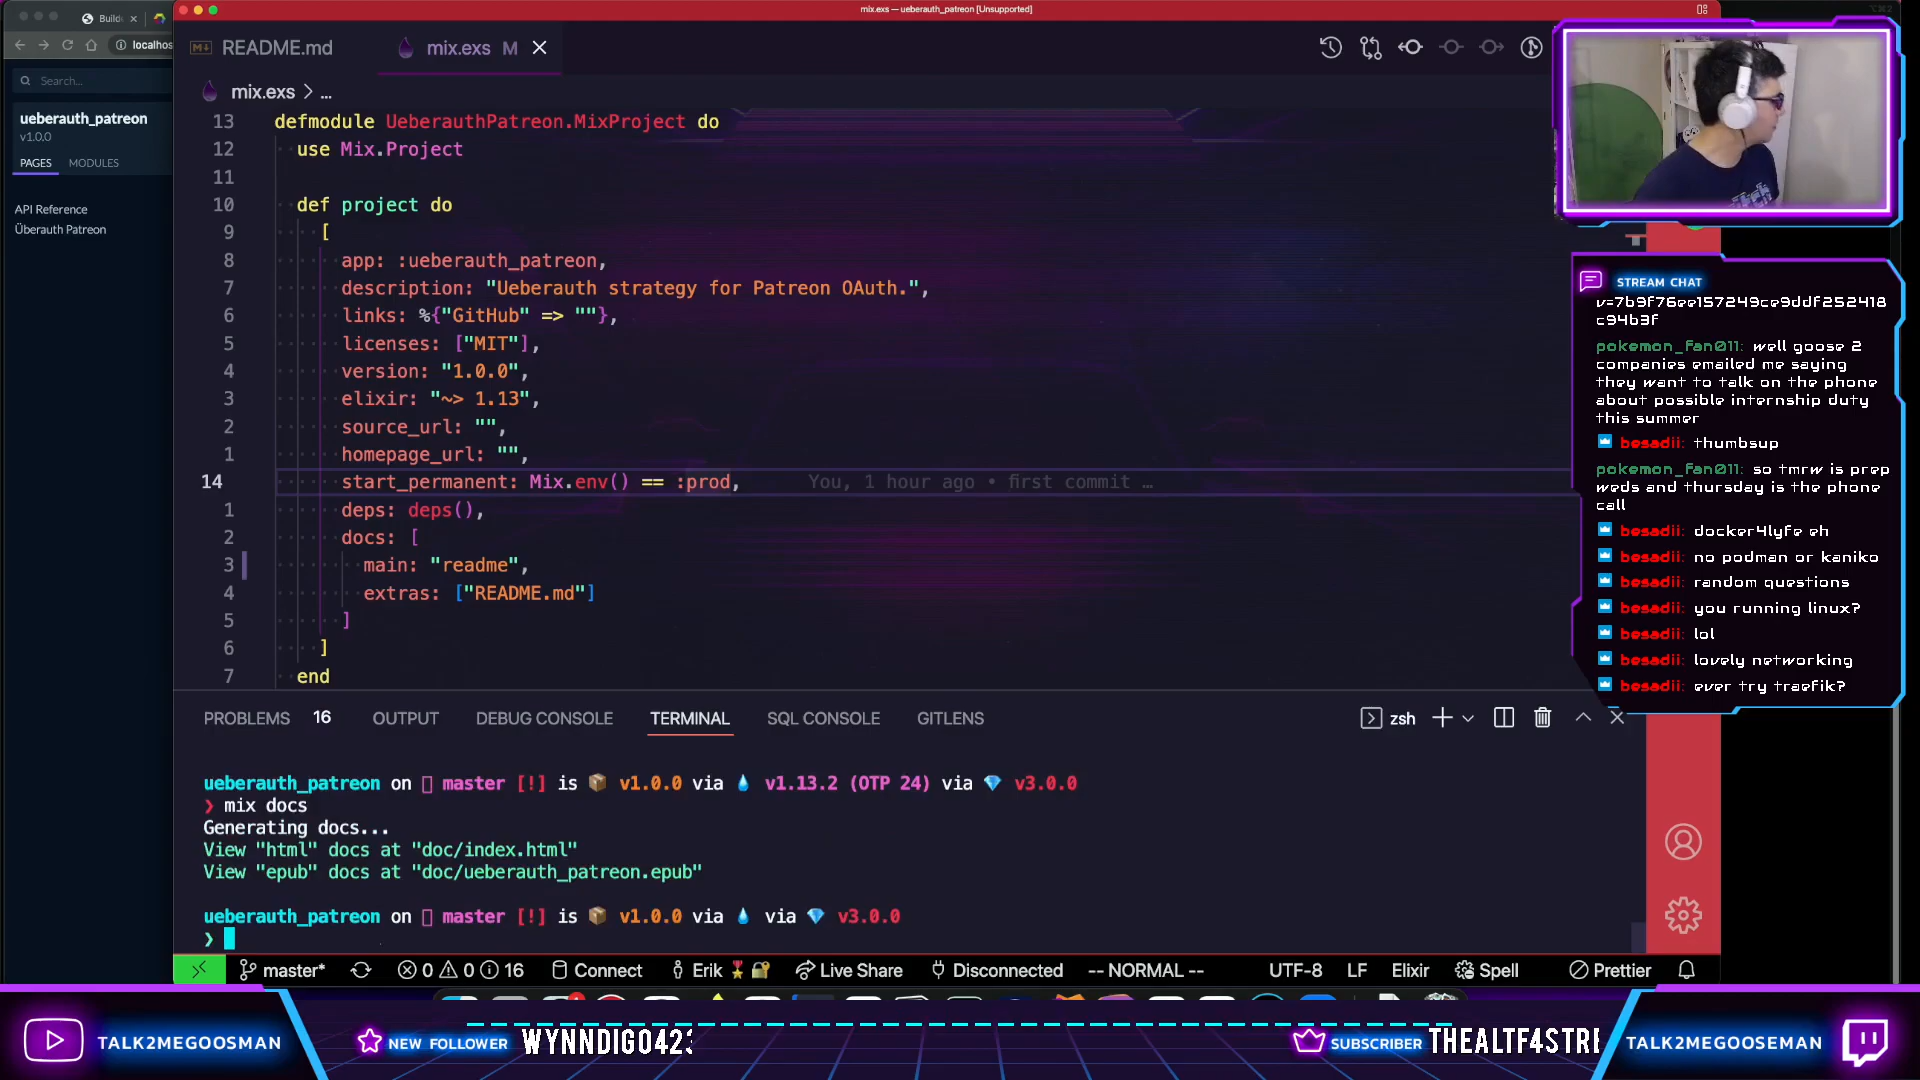 mix.exs — ueberauth_patreon [Unsupported]
localhos
Search...
ueberauth_patreon
v1.0.0
PAGES MODULES
API Reference
Überauth Patreon
README.md mix.exs M
mix.exs > ...
13 defmodule UeberauthPatreon.MixProject do
12 use Mix.Project
11
10 def project do
9 [
8 app: :ueberauth_patreon,
7 description: "Ueberauth strategy for Patreon OAuth.",
6 links: %{"GitHub" => ""},
5 licenses: ["MIT"],
4 version: "1.0.0",
3 elixir: "~> 1.13",
2 source_url: "",
1 homepage_url: "",
14 start_permanent: Mix.env() == :prod, You, 1 hour ago • first commit …
1 deps: deps(),
2 docs: [
3 main: "readme",
4 extras: ["README.md"]
5 ]
6 ]
7 end
PROBLEMS 16 OUTPUT DEBUG CONSOLE TERMINAL SQL CONSOLE GITLENS
zsh
ueberauth_patreon on master [!] is v1.0.0 via v1.13.2 (OTP 24) via v3.0.0
❯ mix docs
Generating docs...
View "html" docs at "doc/index.html"
View "epub" docs at "doc/ueberauth_patreon.epub"
ueberauth_patreon on master [!] is v1.0.0 via via v3.0.0
❯
master* 0 0 16 Connect Erik Live Share Disconnected -- NORMAL -- UTF-8 LF Elixir Spell Prettier
STREAM CHAT
v=7b9f76ee157249ce9ddf252418
c94b3f
pokemon_fan011: well goose 2
companies emailed me saying
they want to talk on the phone
about possible internship duty
this summer
besadii: thumbsup
pokemon_fan011: so tmrw is prep
weds and thursday is the phone
call
besadii: docker4lyfe eh
besadii: no podman or kaniko
besadii: random questions
besadii: you running linux?
besadii: lol
besadii: lovely networking
besadii: ever try traefik?
TALK2MEGOOSMAN
NEW FOLLOWER WYNNDIGO423
SUBSCRIBER THEALTF4STRE
TALK2MEGOOSEMAN